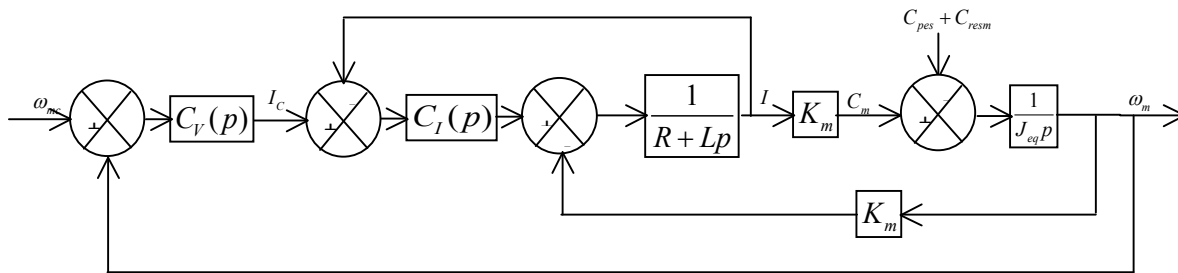 C_pes + C_resm
ω_mc
+
C_V(p)
I_C
+
-
C_I(p)
+
-
1
R + Lp
I
K_m
C_m
+
-
1
J_eq p
ω_m
K_m